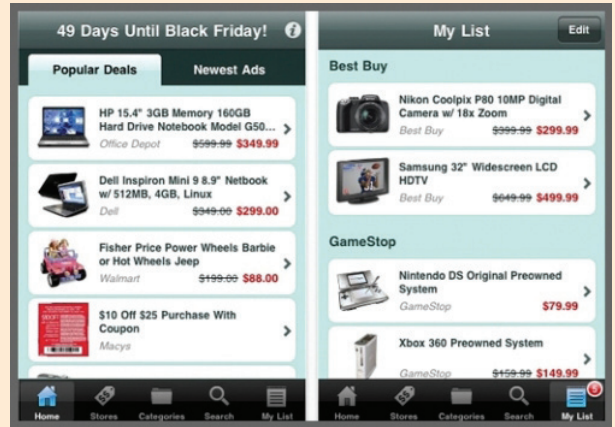 49 Days Until Black Friday!
Popular Deals
Newest Ads
HP 15.4" 3GB Memory 160GB
Hard Drive Notebook Model G50...
Office Depot
$599.99 $349.99
Dell Inspiron Mini 9 8.9" Netbook
w/ 512MB, 4GB, Linux
Dell
$349.00 $299.00
Fisher Price Power Wheels Barbie
or Hot Wheels Jeep
Walmart
$199.00 $88.00
$10 Off $25 Purchase With
Coupon
Macys
Home
Stores
Categories
Search
My List
My List
Edit
Best Buy
Nikon Coolpix P80 10MP Digital
Camera w/ 18x Zoom
Best Buy
$399.99 $299.99
Samsung 32" Widescreen LCD
HDTV
Best Buy
$649.99 $499.99
GameStop
Nintendo DS Original Preowned
System
GameStop
$79.99
Xbox 360 Preowned System
GameStop
$159.99 $149.99
Home
Stores
Categories
Search
My List